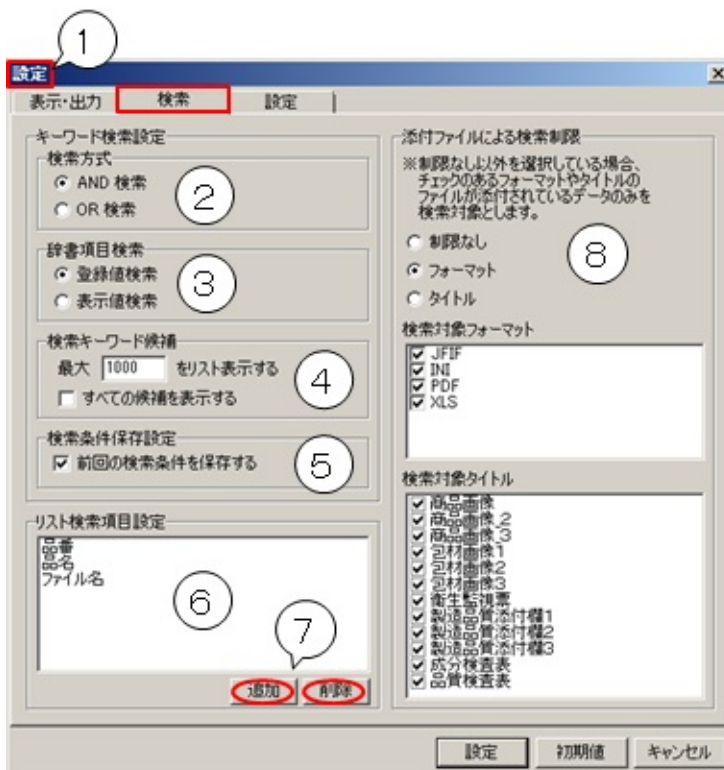 1
設定
表示・出力 検索 設定
キーワード検索設定
検索方式
AND 検索
OR 検索
2
辞書項目検索
登録値検索
表示値検索
3
検索キーワード候補
最大 1000 をリスト表示する
すべての候補を表示する
4
検索条件保存設定
前回の検索条件を保存する
5
リスト検索項目設定
品番
品名
ファイル名
6
7
追加 削除
添付ファイルによる検索制限
※制限なし以外を選択している場合、
チェックのあるフォーマットやタイトルの
ファイルが添付されているデータのみを
検索対象とします。
制限なし
フォーマット
タイトル
8
検索対象フォーマット
JFIF
INI
PDF
XLS
検索対象タイトル
商品画像
商品画像_2
商品画像_3
包材画像1
包材画像2
包材画像3
衛生監視票
製造品質添付欄1
製造品質添付欄2
製造品質添付欄3
成分検査表
品質検査表
設定 初期値 キャンセル